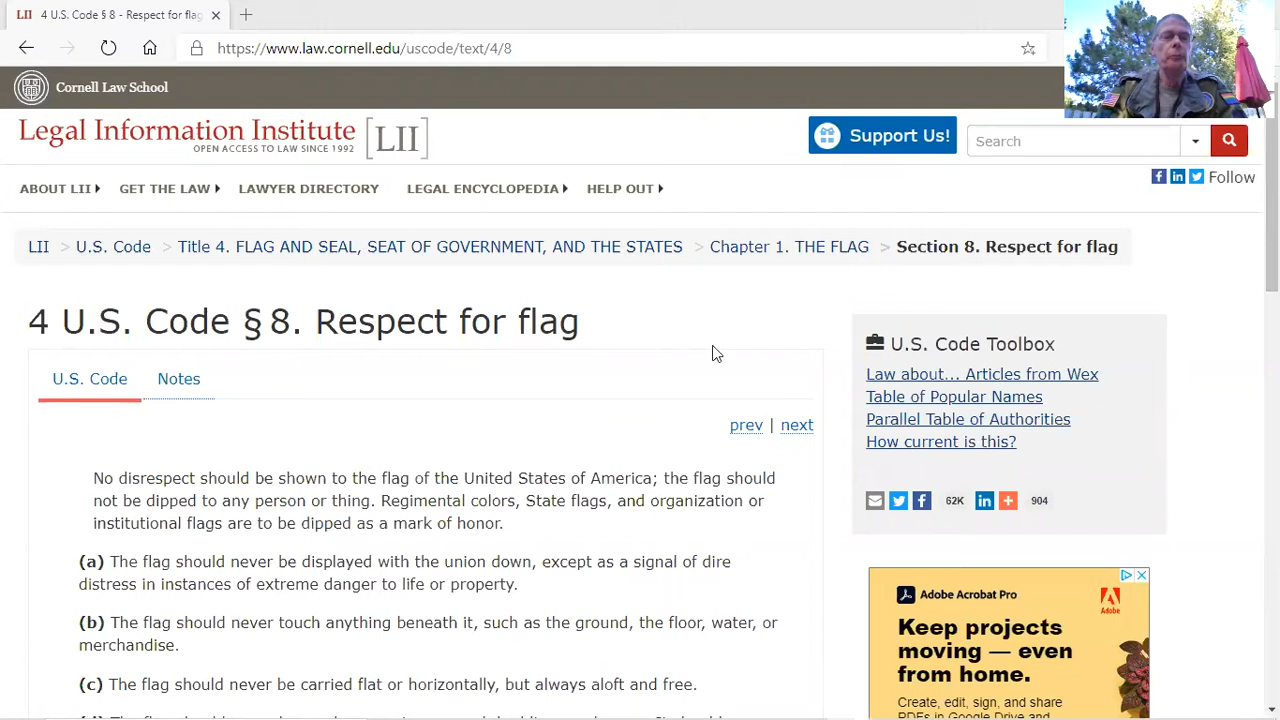 LII 4 U.S. Code § 8 - Respect for flag
https://www.law.cornell.edu/uscode/text/4/8
Cornell Law School
Legal Information Institute [LII]
OPEN ACCESS TO LAW SINCE 1992
Support Us!
Search
ABOUT LII GET THE LAW LAWYER DIRECTORY LEGAL ENCYCLOPEDIA HELP OUT
Follow
LII > U.S. Code > Title 4. FLAG AND SEAL, SEAT OF GOVERNMENT, AND THE STATES > Chapter 1. THE FLAG > Section 8. Respect for flag
4 U.S. Code § 8. Respect for flag
U.S. Code Notes
prev | next
No disrespect should be shown to the flag of the United States of America; the flag should
not be dipped to any person or thing. Regimental colors, State flags, and organization or
institutional flags are to be dipped as a mark of honor.
(a) The flag should never be displayed with the union down, except as a signal of dire
distress in instances of extreme danger to life or property.
(b) The flag should never touch anything beneath it, such as the ground, the floor, water, or
merchandise.
(c) The flag should never be carried flat or horizontally, but always aloft and free.
U.S. Code Toolbox
Law about... Articles from Wex
Table of Popular Names
Parallel Table of Authorities
How current is this?
62K 904
Adobe Acrobat Pro
Adobe
Keep projects
moving — even
from home.
Create, edit, sign, and share
PDFs in Google Drive and